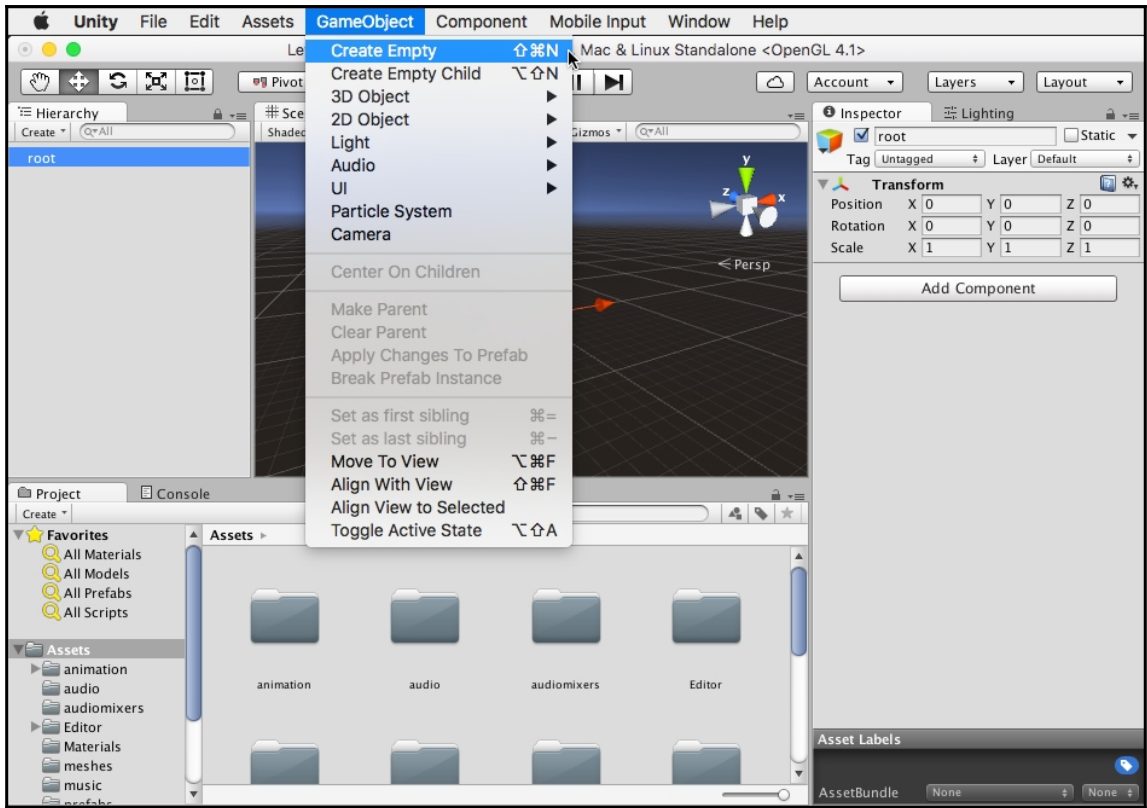 Unity File Edit Assets GameObject Component Mobile Input Window Help
Le Mac & Linux Standalone <OpenGL 4.1>
Pivot Account Layers Layout
Hierarchy
Create All
root
Sce
Shaded Gizmos All
y
z x
Persp
Create Empty ⇧⌘N
Create Empty Child ⌥⇧N
3D Object
2D Object
Light
Audio
UI
Particle System
Camera
Center On Children
Make Parent
Clear Parent
Apply Changes To Prefab
Break Prefab Instance
Set as first sibling ⌘=
Set as last sibling ⌘-
Move To View ⌥⌘F
Align With View ⇧⌘F
Align View to Selected
Toggle Active State ⌥⇧A
Inspector Lighting
root Static
Tag Untagged Layer Default
Transform
Position X 0 Y 0 Z 0
Rotation X 0 Y 0 Z 0
Scale X 1 Y 1 Z 1
Add Component
Project Console
Create
Favorites
All Materials
All Models
All Prefabs
All Scripts
Assets
animation
audio
audiomixers
Editor
Materials
meshes
music
prefabs
Assets
animation audio audiomixers Editor
Asset Labels
AssetBundle None None